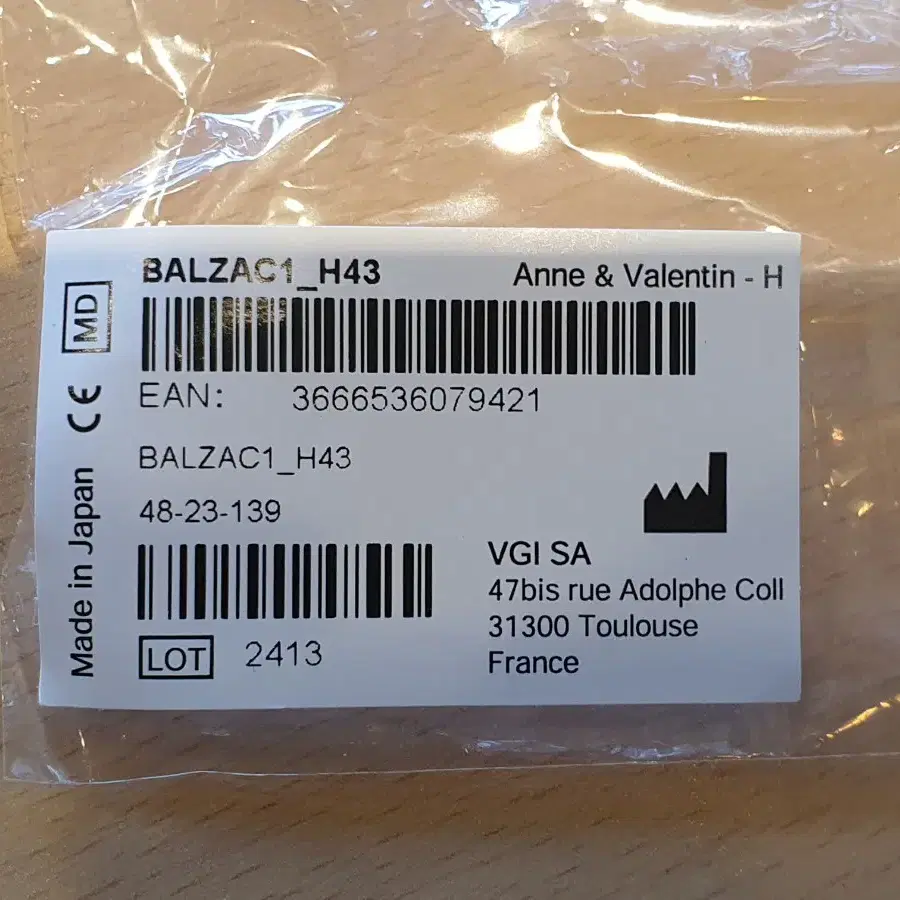 BALZAC1_H43
Anne & Valentin - H
MD
EAN: 3666536079421
CE
BALZAC1_H43
48-23-139
Made in Japan
LOT 2413
VGI SA
47bis rue Adolphe Coll
31300 Toulouse
France